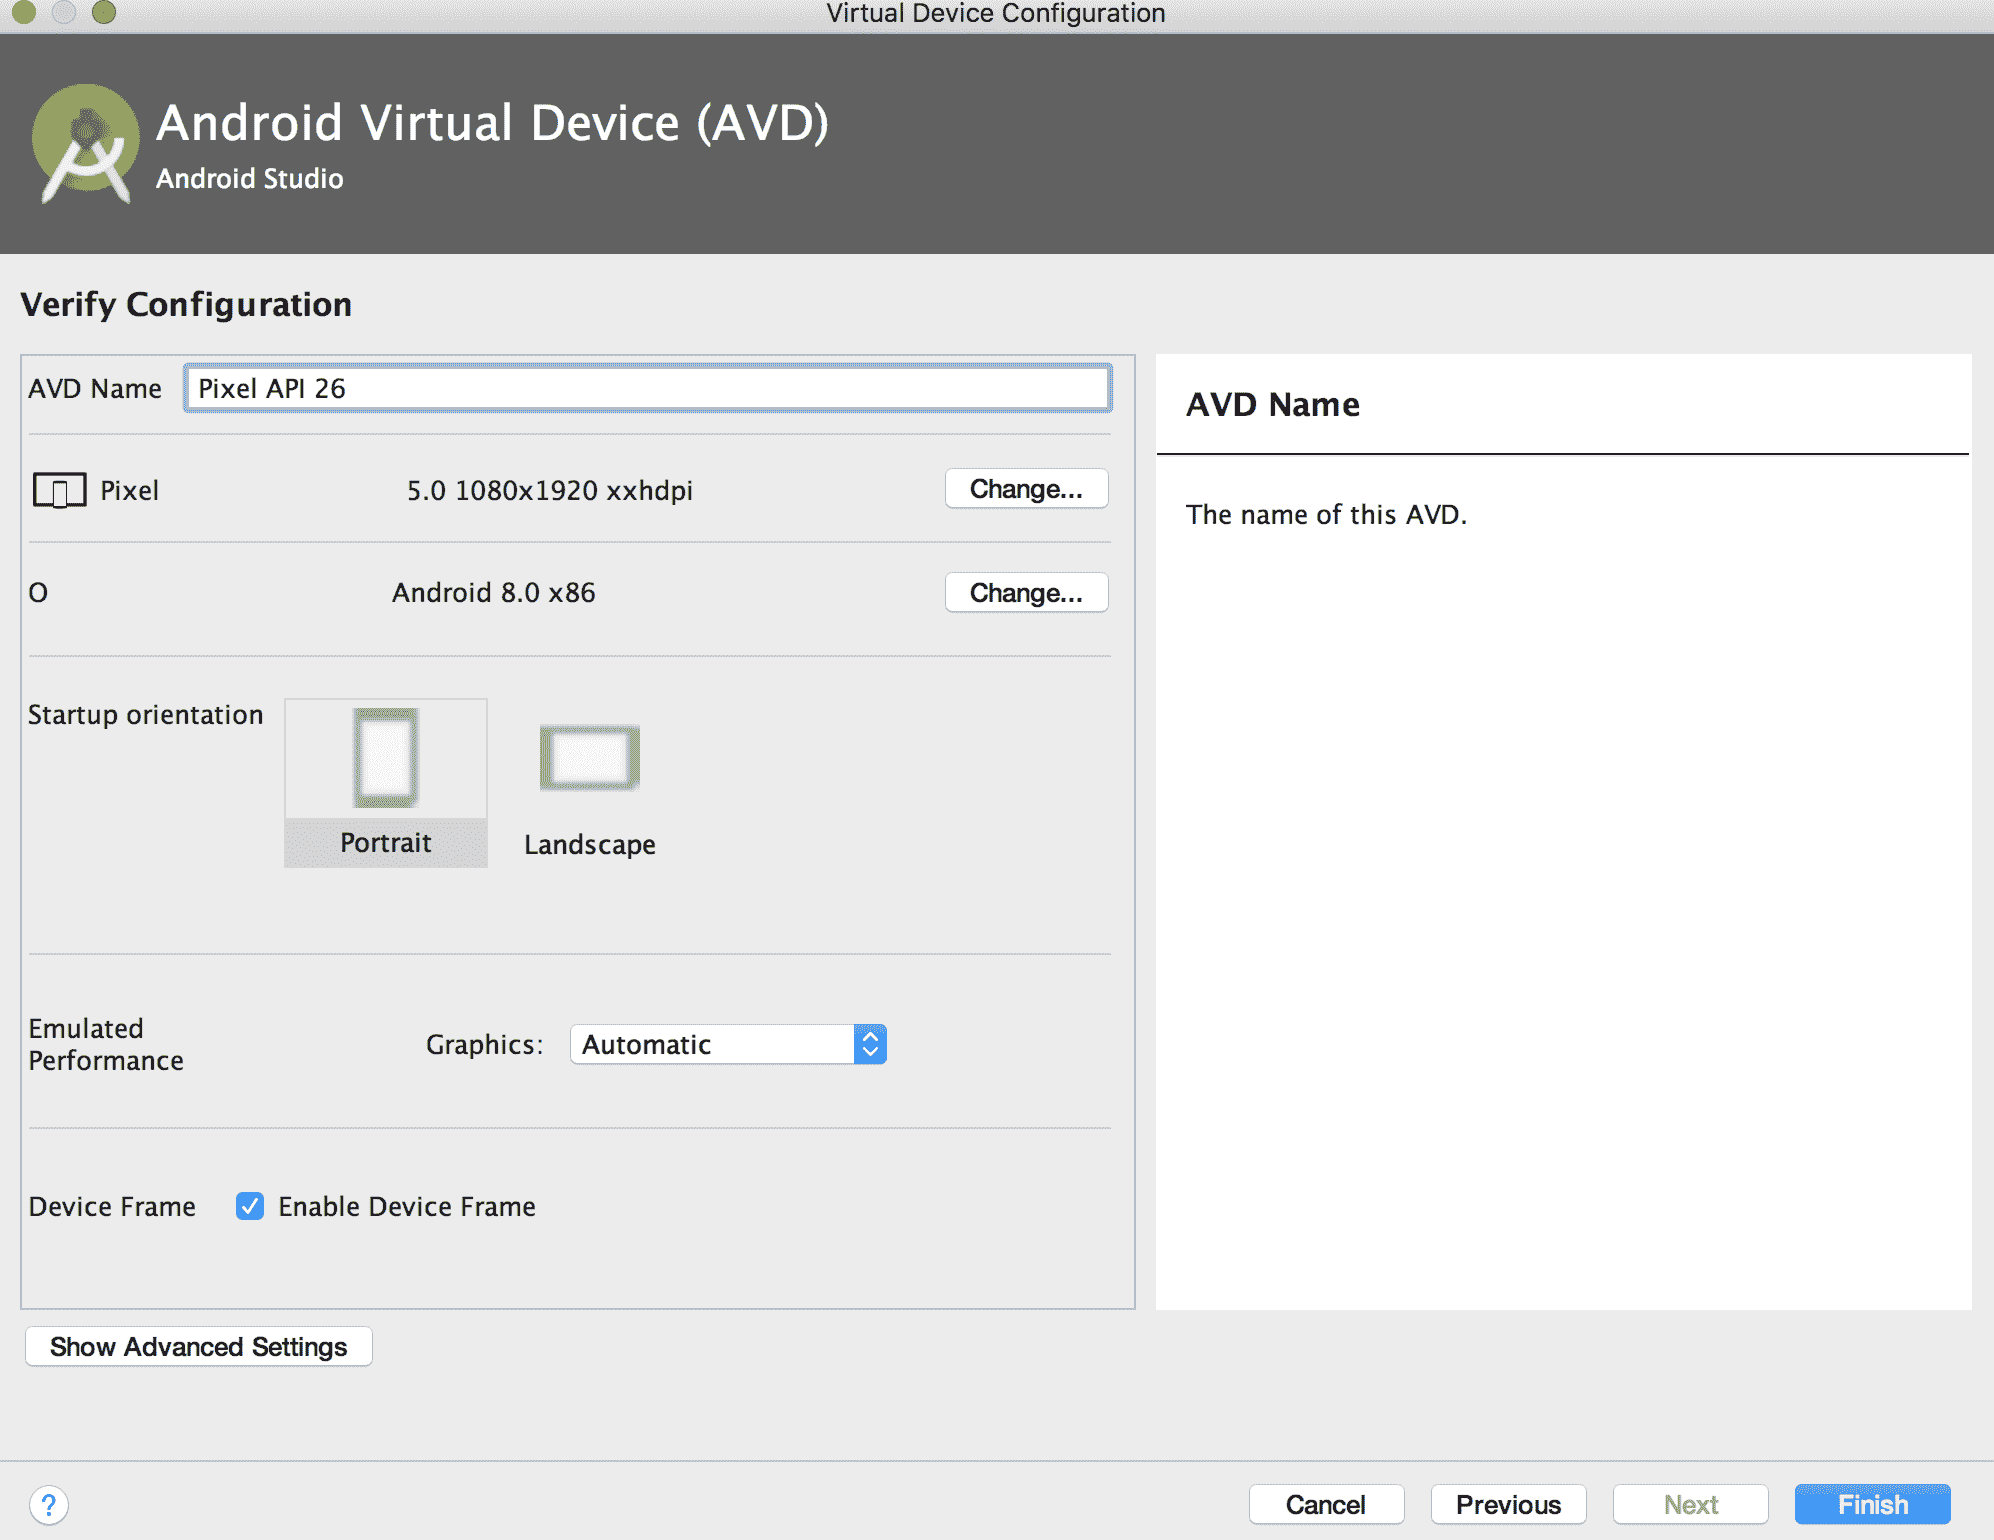 Virtual Device Configuration
Android Virtual Device (AVD)
Android Studio
Verify Configuration
AVD Name Pixel API 26
Pixel 5.0 1080x1920 xxhdpi Change...
O Android 8.0 x86 Change...
Startup orientation
Portrait
Landscape
Emulated
Performance
Graphics: Automatic
Device Frame Enable Device Frame
Show Advanced Settings
AVD Name
The name of this AVD.
?
Cancel Previous Next Finish